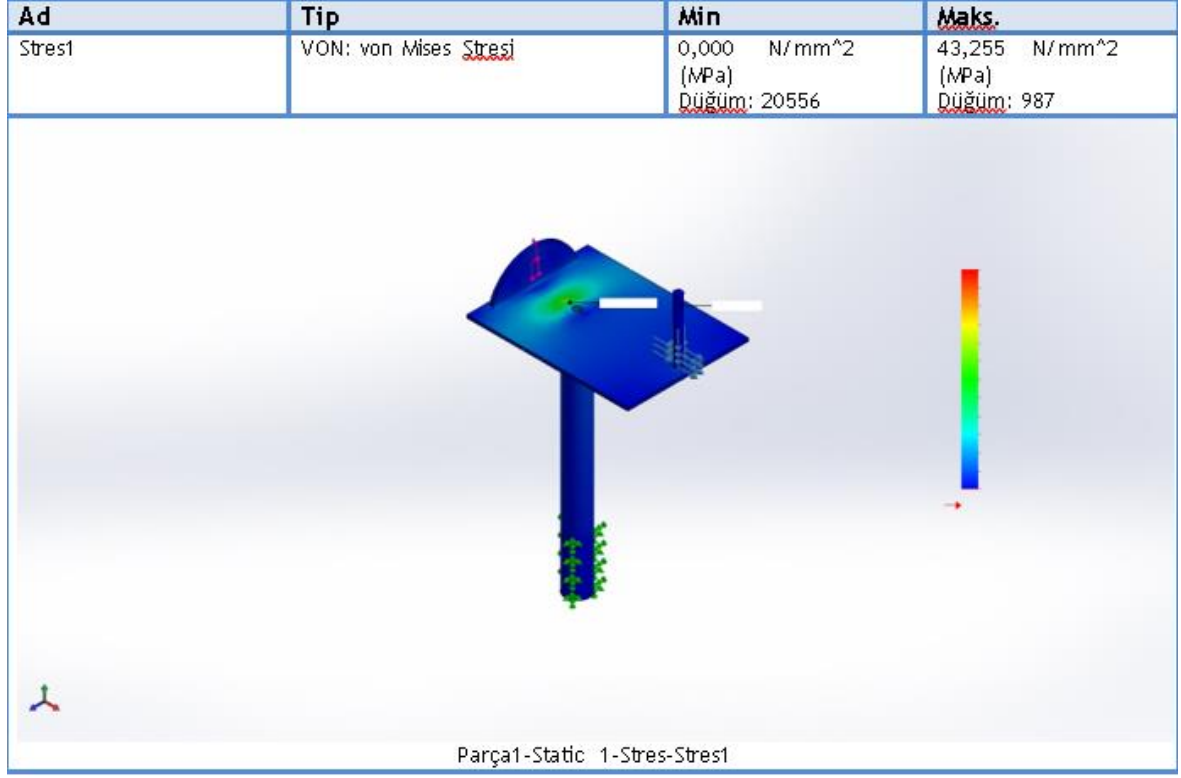 Ad Tip Min Maks.
Stres1 VON: von Mises Stresi 0,000 N/mm^2 43,255 N/mm^2
(MPa) (MPa)
Düğüm: 20556 Düğüm: 987
Parça1-Static 1-Stres-Stres1